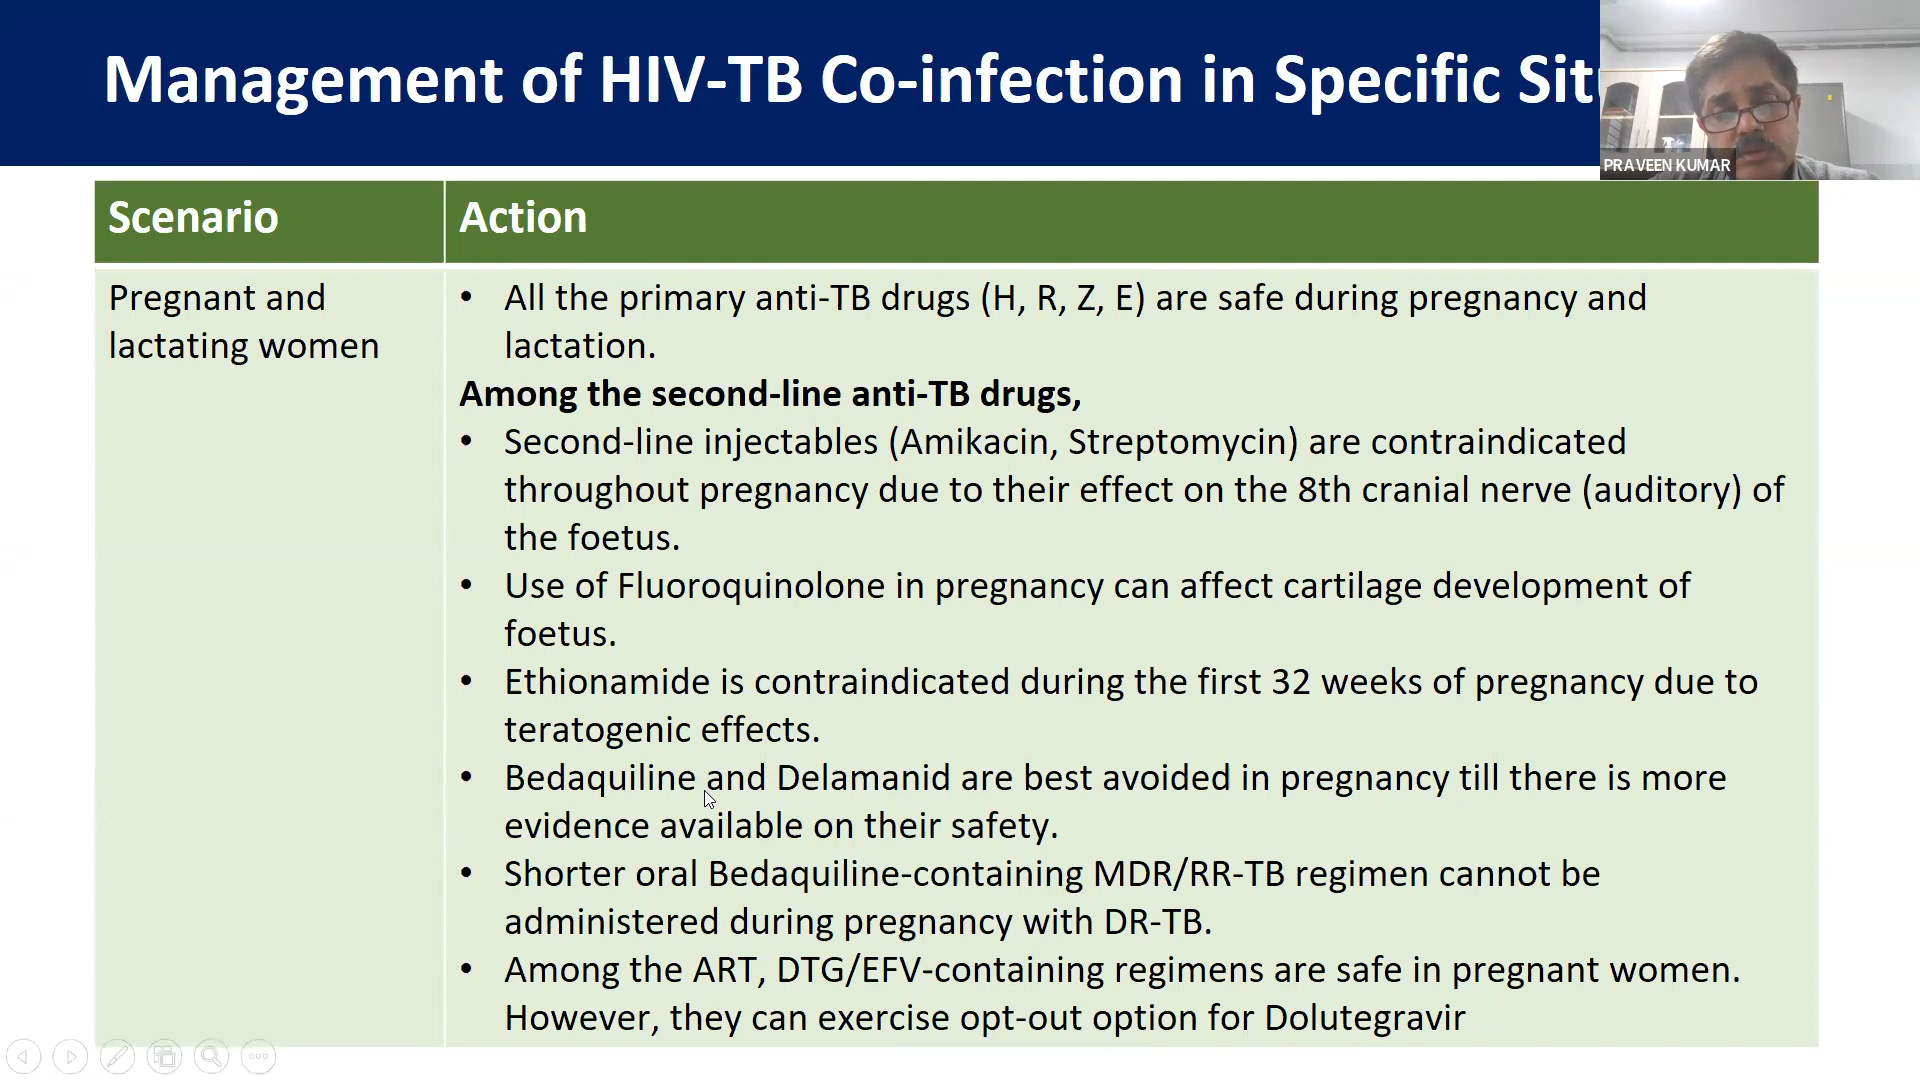 Management of HIV-TB Co-infection in Specific
PRAVEEN KUMAR
Scenario
Action
Pregnant and
lactating women
• All the primary anti-TB drugs (H, R, Z, E) are safe during pregnancy and
lactation.
Among the second-line anti-TB drugs,
• Second-line injectables (Amikacin, Streptomycin) are contraindicated
throughout pregnancy due to their effect on the 8th cranial nerve (auditory) of
the foetus.
• Use of Fluoroquinolone in pregnancy can affect cartilage development of
foetus.
• Ethionamide is contraindicated during the first 32 weeks of pregnancy due to
teratogenic effects.
• Bedaquiline and Delamanid are best avoided in pregnancy till there is more
evidence available on their safety.
• Shorter oral Bedaquiline-containing MDR/RR-TB regimen cannot be
administered during pregnancy with DR-TB.
• Among the ART, DTG/EFV-containing regimens are safe in pregnant women.
However, they can exercise opt-out option for Dolutegravir